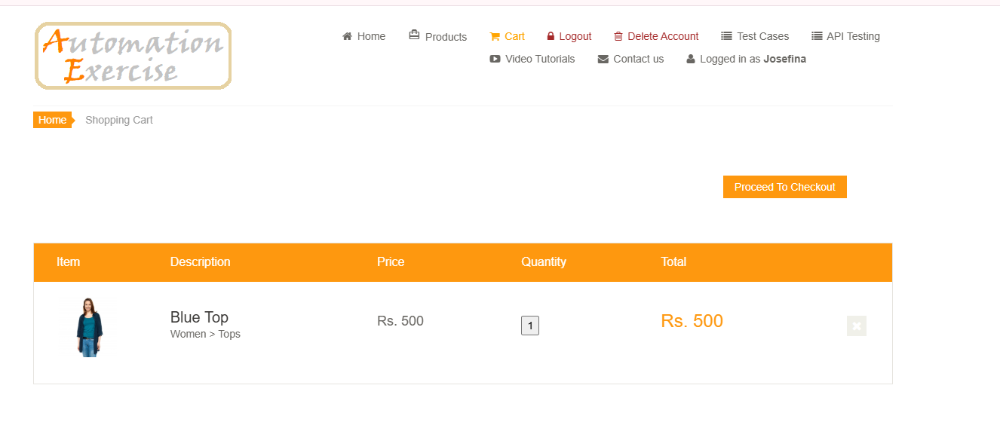 Automation
Exercise
Home Products Cart Logout Delete Account Test Cases API Testing
Video Tutorials Contact us Logged in as Josefina
Home Shopping Cart
Proceed To Checkout
Item Description Price Quantity Total
Blue Top
Women > Tops
Rs. 500
1
Rs. 500